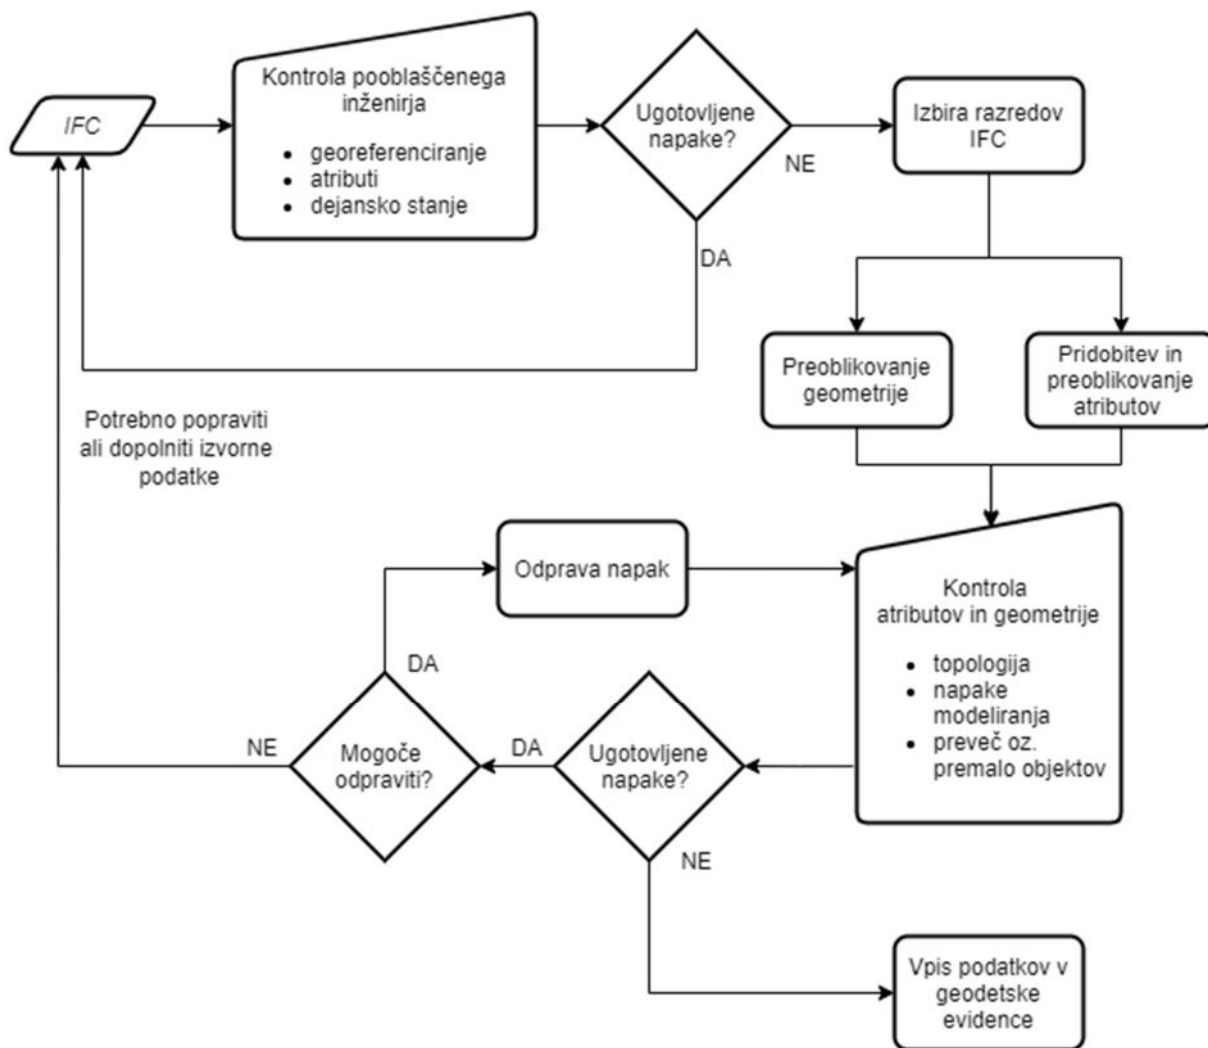 IFC
Kontrola pooblaščenega
inženirja
• georeferenciranje
• atributi
• dejansko stanje
Ugotovljene
napake?
NE
DA
Izbira razredov
IFC
Preoblikovanje
geometrije
Pridobitev in
preoblikovanje
atributov
Potrebno popraviti
ali dopolniti izvorne
podatke
Odprava napak
Kontrola
atributov in geometrije
• topologija
• napake
modeliranja
• preveč oz.
premalo objektov
DA
NE
Mogoče
odpraviti?
DA
Ugotovljene
napake?
NE
Vpis podatkov v
geodetske
evidence